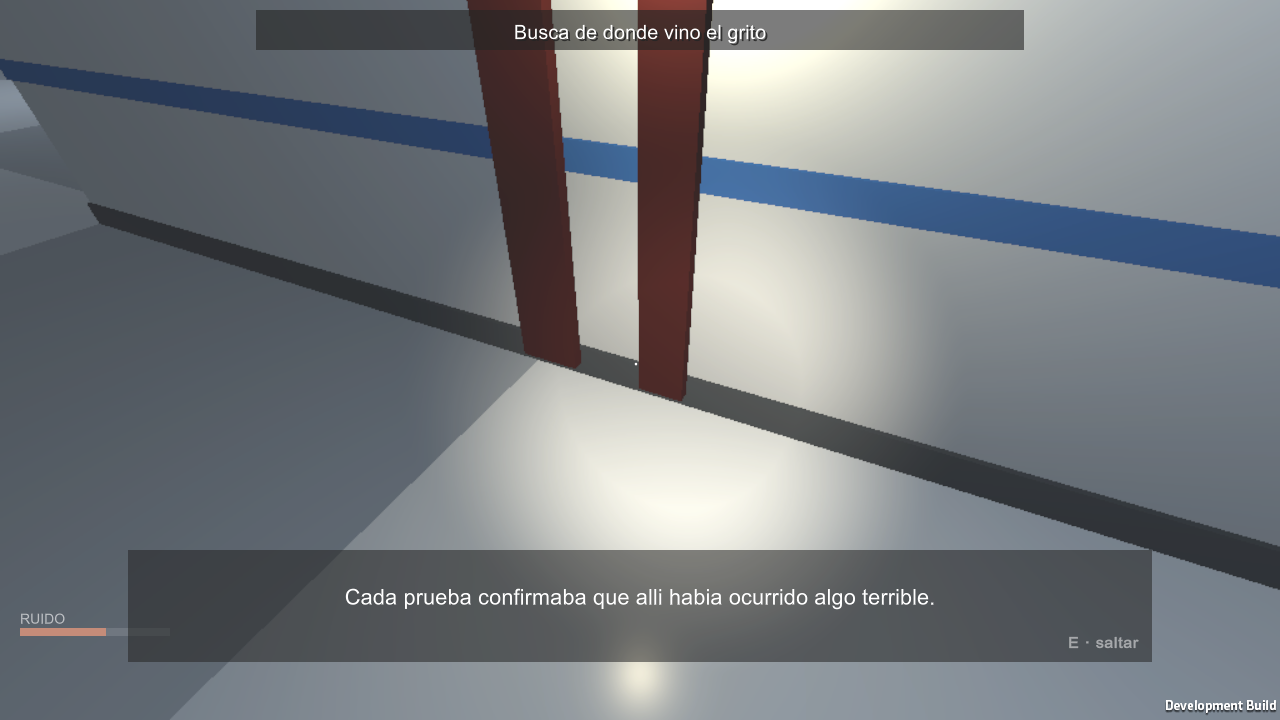 Busca de donde vino el grito
Cada prueba confirmaba que alli habia ocurrido algo terrible.
RUIDO
E · saltar
Development Build